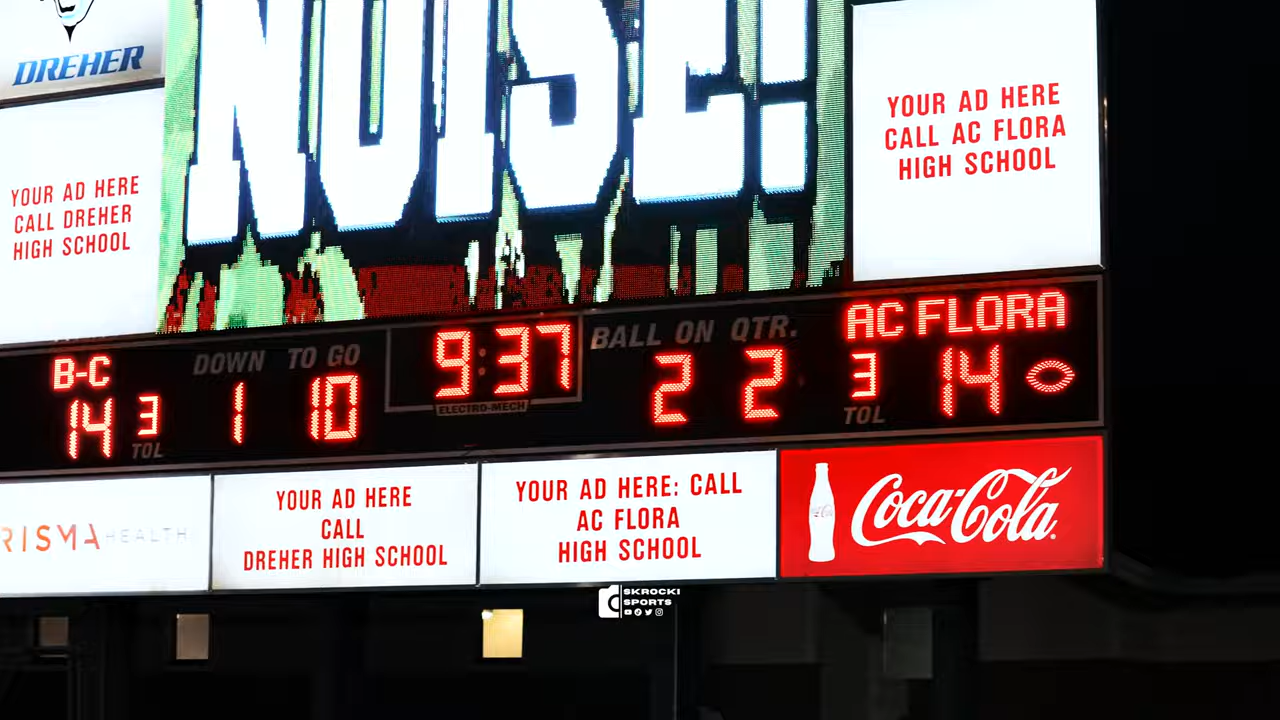 NOISE!
DREHER
YOUR AD HERE
CALL DREHER
HIGH SCHOOL
YOUR AD HERE
CALL AC FLORA
HIGH SCHOOL
B-C
14 3
TOL
DOWN TO GO
1 10
9:37
ELECTRO-MECH
BALL ON QTR.
2 2
AC FLORA
3 14
TOL
RISMA HEALTH
YOUR AD HERE
CALL
DREHER HIGH SCHOOL
YOUR AD HERE: CALL
AC FLORA
HIGH SCHOOL
Coca-Cola
SKROCKI
SPORTS